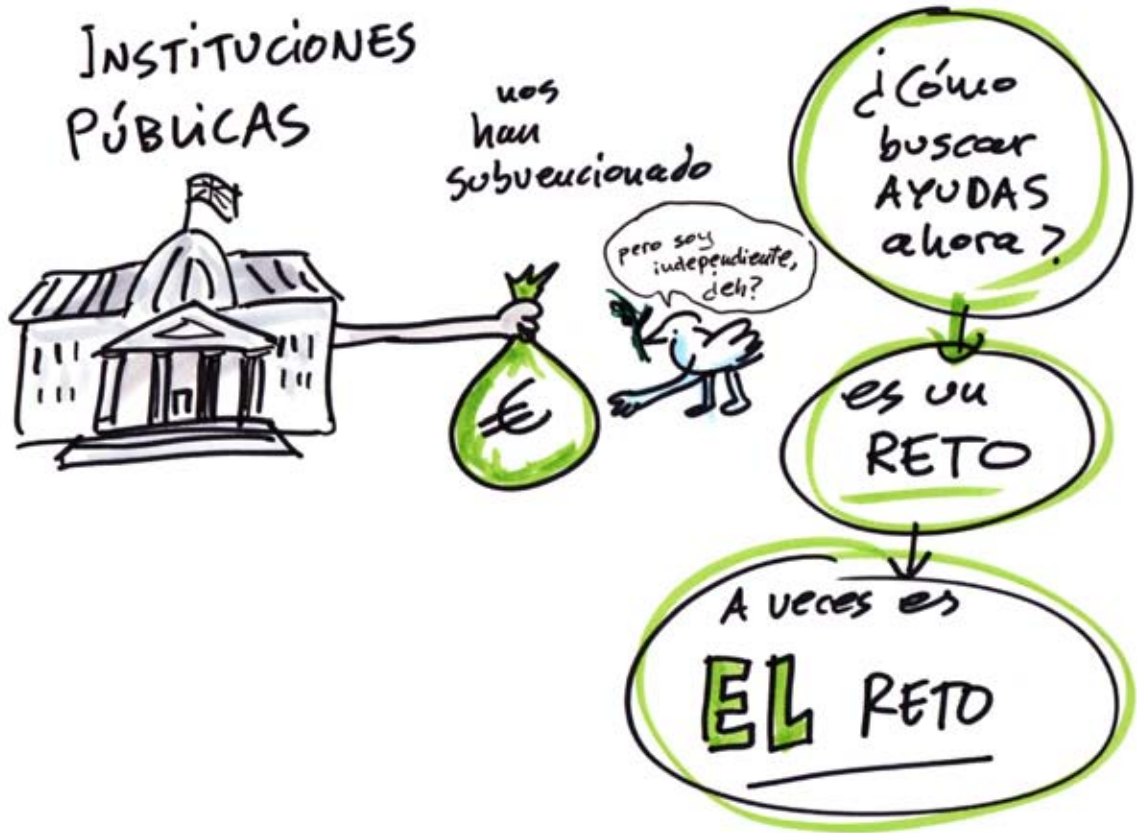 INSTITUCIONES
PÚBLICAS
nos
han
subvencionado
pero soy
independiente,
¿eh?
€
¿Cómo
buscar
AYUDAS
ahora?
es un
RETO
A veces es
EL RETO